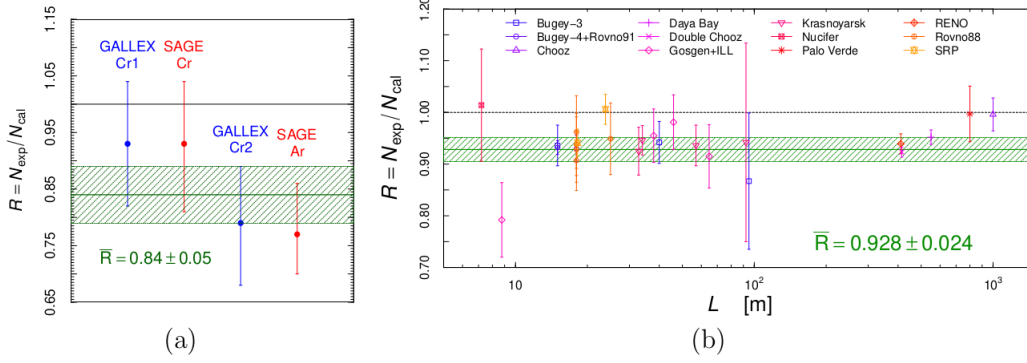 R = N_exp/N_cal
1.15
1.05
0.95
0.85
0.75
0.65
GALLEX
Cr1
SAGE
Cr
GALLEX
Cr2
SAGE
Ar
R̅ = 0.84 ± 0.05
(a)
R = N_exp/N_cal
1.20
1.10
1.00
0.90
0.80
0.70
Bugey−3
Bugey−4+Rovno91
Chooz
Daya Bay
Double Chooz
Gosgen+ILL
Krasnoyarsk
Nucifer
Palo Verde
RENO
Rovno88
SRP
R̅ = 0.928 ± 0.024
10
10²
10³
L [m]
(b)